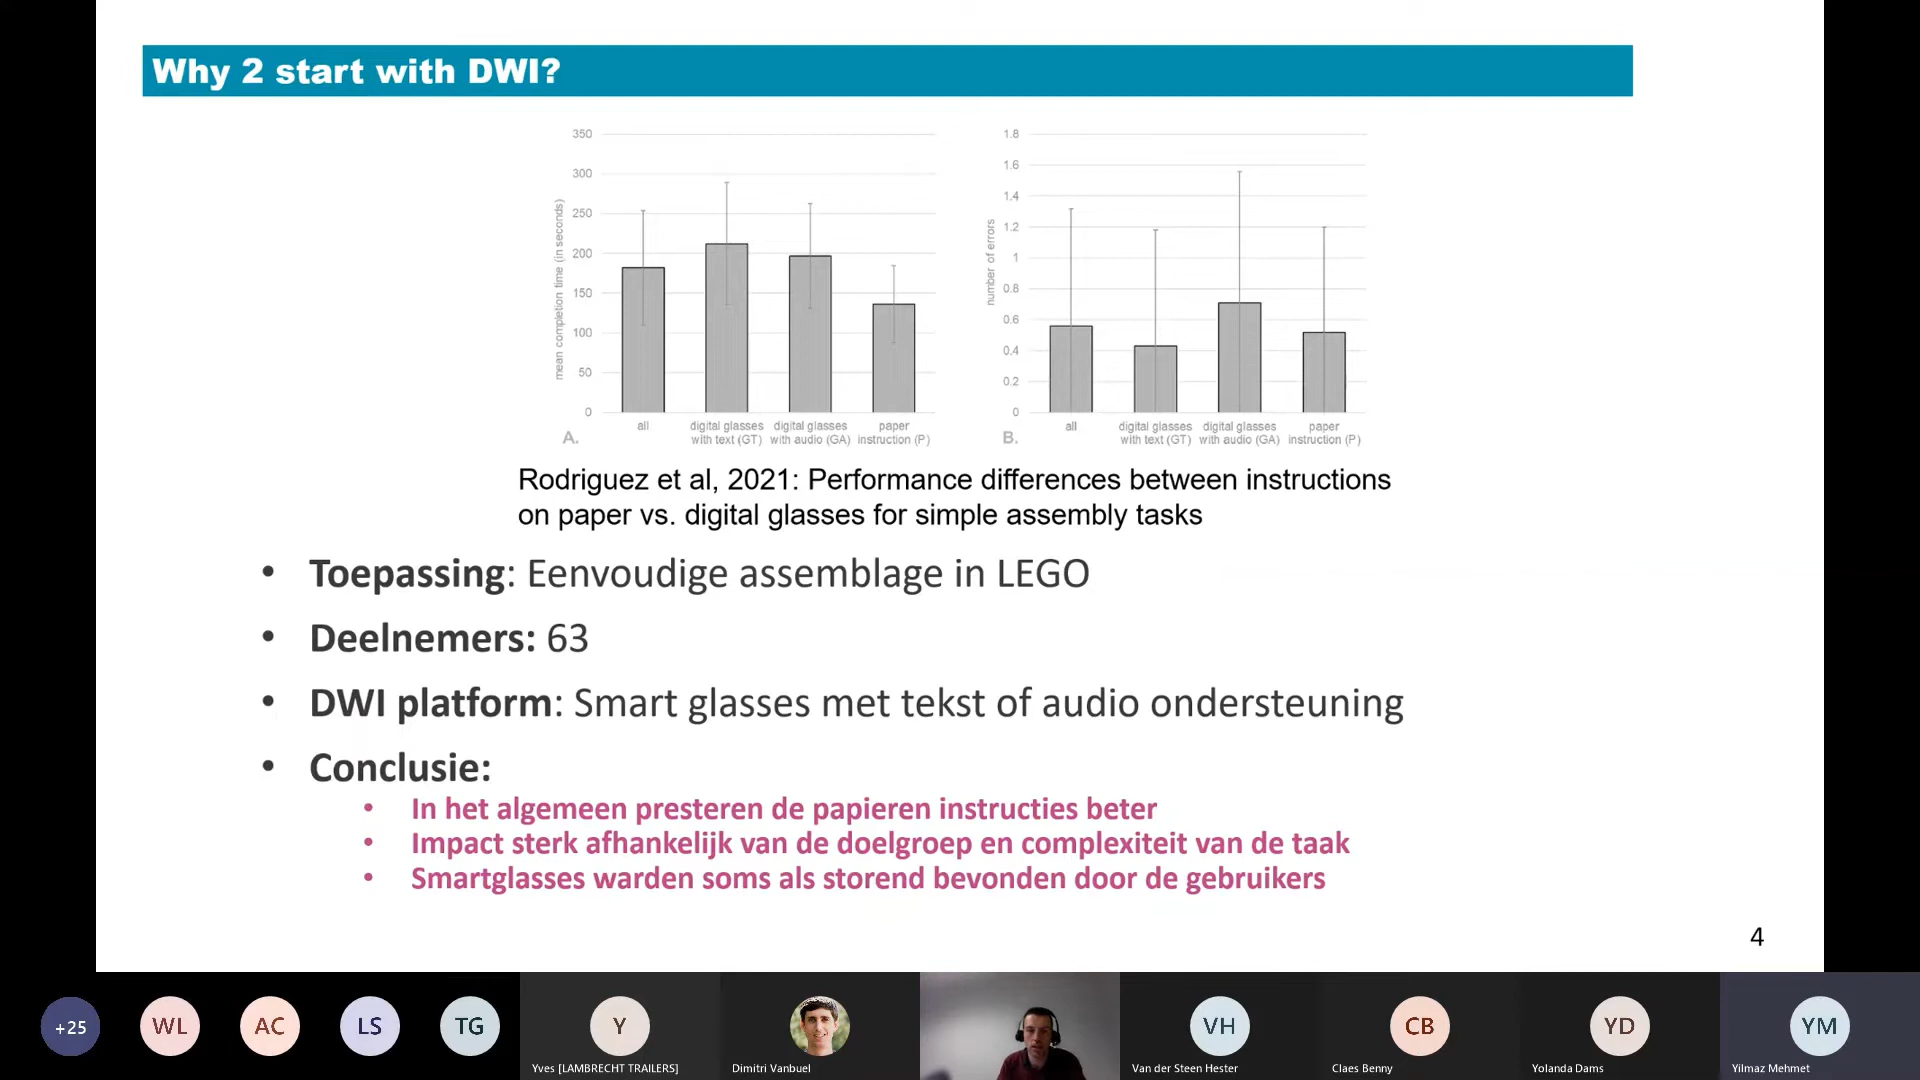 Why 2 start with DWI?
350
300
250
200
150
100
50
0
mean completion time (in seconds)
all
digital glasses with text (GT)
digital glasses with audio (GA)
paper instruction (P)
A.
1.8
1.6
1.4
1.2
1
0.8
0.6
0.4
0.2
0
number of errors
all
digital glasses with text (GT)
digital glasses with audio (GA)
paper instruction (P)
B.
Rodriguez et al, 2021: Performance differences between instructions
on paper vs. digital glasses for simple assembly tasks
• Toepassing: Eenvoudige assemblage in LEGO
• Deelnemers: 63
• DWI platform: Smart glasses met tekst of audio ondersteuning
• Conclusie:
• In het algemeen presteren de papieren instructies beter
• Impact sterk afhankelijk van de doelgroep en complexiteit van de taak
• Smartglasses warden soms als storend bevonden door de gebruikers
4
+25
WL
AC
LS
TG
Y
Yves [LAMBRECHT TRAILERS]
Dimitri Vanbuel
VH
Van der Steen Hester
CB
Claes Benny
YD
Yolanda Dams
YM
Yilmaz Mehmet